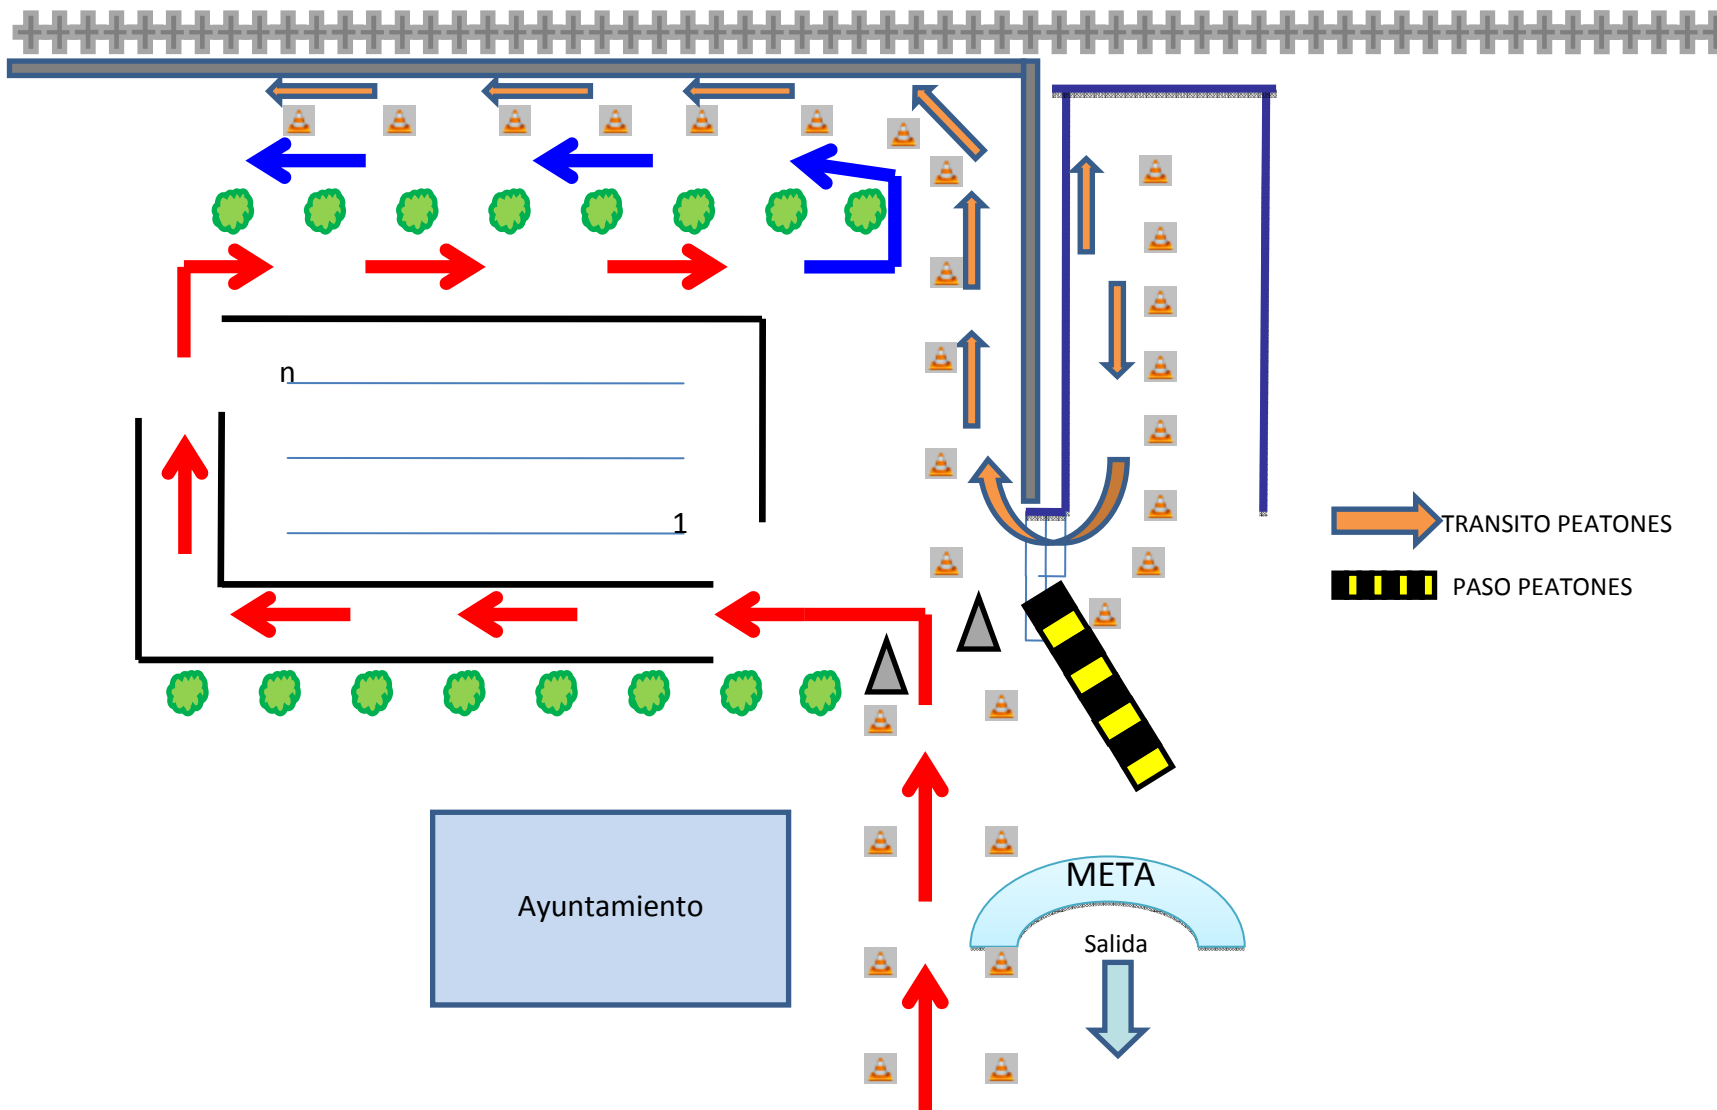 n
1
TRANSITO PEATONES
PASO PEATONES
META
Ayuntamiento
Salida